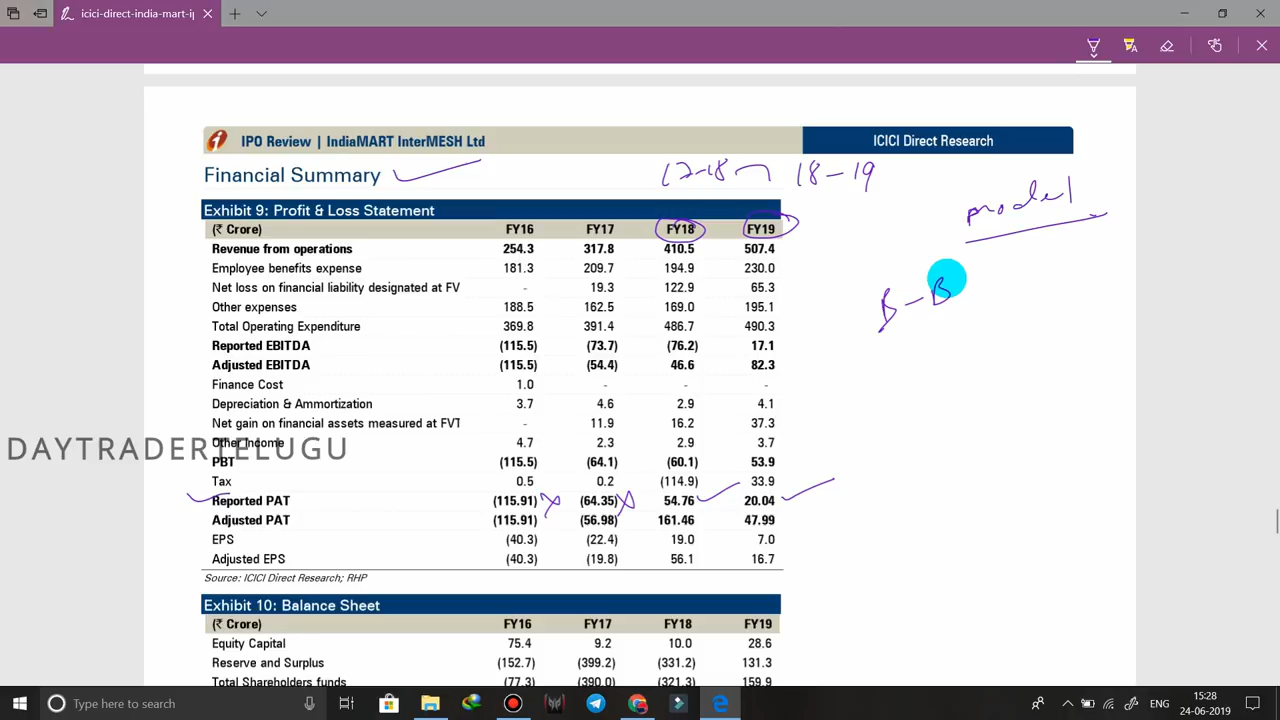 icici-direct-india-mart-ip
IPO Review | IndiaMART InterMESH Ltd
ICICI Direct Research
Financial Summary
17-18 18-19
model
B-B
Exhibit 9: Profit & Loss Statement
(₹ Crore) FY16 FY17 FY18 FY19
Revenue from operations 254.3 317.8 410.5 507.4
Employee benefits expense 181.3 209.7 194.9 230.0
Net loss on financial liability designated at FV - 19.3 122.9 65.3
Other expenses 188.5 162.5 169.0 195.1
Total Operating Expenditure 369.8 391.4 486.7 490.3
Reported EBITDA (115.5) (73.7) (76.2) 17.1
Adjusted EBITDA (115.5) (54.4) 46.6 82.3
Finance Cost 1.0 - - -
Depreciation & Ammortization 3.7 4.6 2.9 4.1
Net gain on financial assets measured at FVT - 11.9 16.2 37.3
Other Income 4.7 2.3 2.9 3.7
DAYTRADERTELUGU
PBT (115.5) (64.1) (60.1) 53.9
Tax 0.5 0.2 (114.9) 33.9
Reported PAT (115.91) (64.35) 54.76 20.04
Adjusted PAT (115.91) (56.98) 161.46 47.99
EPS (40.3) (22.4) 19.0 7.0
Adjusted EPS (40.3) (19.8) 56.1 16.7
Source: ICICI Direct Research; RHP
Exhibit 10: Balance Sheet
(₹ Crore) FY16 FY17 FY18 FY19
Equity Capital 75.4 9.2 10.0 28.6
Reserve and Surplus (152.7) (399.2) (331.2) 131.3
Total Shareholders funds (77.3) (390.0) (321.3) 159.9
Type here to search
15:28
24-06-2019